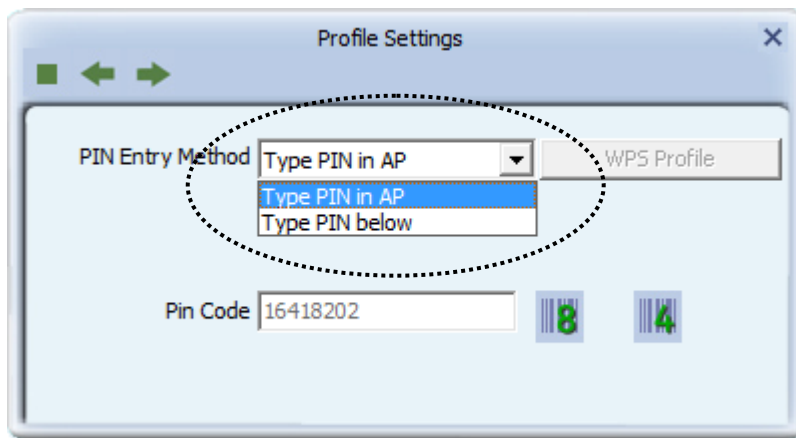 Profile Settings
PIN Entry Method Type PIN in AP WPS Profile
Type PIN in AP
Type PIN below
Pin Code 16418202 8 4